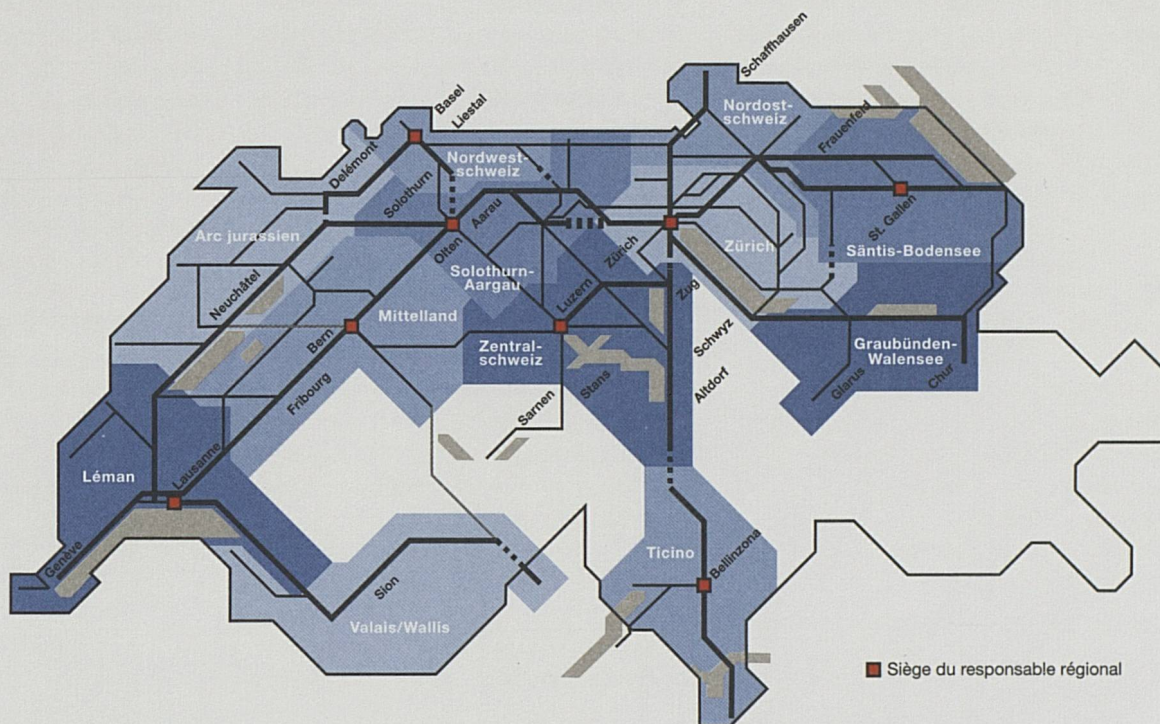 Schaffhausen
Basel
Liestal
Nordost-
schweiz
Frauenfeld
Delémont
Nordwest-
schweiz
Solothurn
Aarau
St. Gallen
Arc jurassien
Olten
Zürich
Zürich
Säntis-Bodensee
Solothurn-
Aargau
Neuchâtel
Luzern
Zug
Mittelland
Bern
Schwyz
Zentral-
schweiz
Graubünden-
Walensee
Fribourg
Stans
Altdorf
Glarus
Chur
Sarnen
Lausanne
Léman
Genève
Ticino
Bellinzona
Sion
Valais/Wallis
Siège du responsable régional